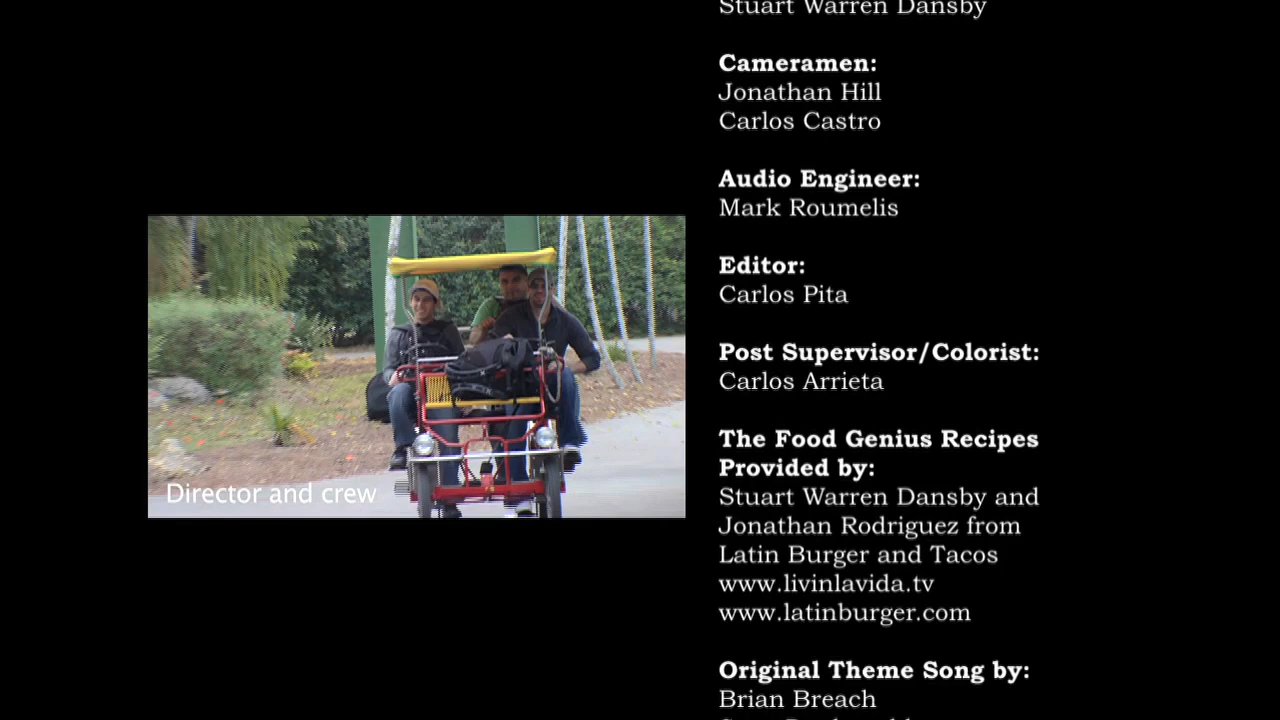 Stuart Warren Dansby
Cameramen:
Jonathan Hill
Carlos Castro
Audio Engineer:
Mark Roumelis
Editor:
Carlos Pita
Post Supervisor/Colorist:
Carlos Arrieta
The Food Genius Recipes
Provided by:
Stuart Warren Dansby and
Jonathan Rodriguez from
Latin Burger and Tacos
www.livinlavida.tv
www.latinburger.com
Original Theme Song by:
Brian Breach
Director and crew